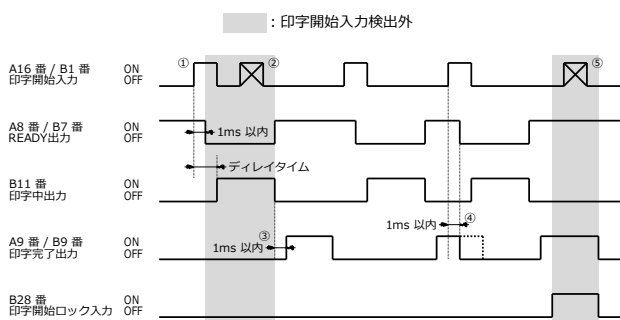 : 印字開始入力検出外
① ② ⑤
A16 番 / B1 番 ON
印字開始入力 OFF
A8 番 / B7 番 ON
READY出力 OFF
1ms 以内
ディレイタイム
B11 番 ON
印字中出力 OFF
1ms 以内 ④
③
A9 番 / B9 番 ON
印字完了出力 OFF
1ms 以内
B28 番 ON
印字開始ロック入力 OFF